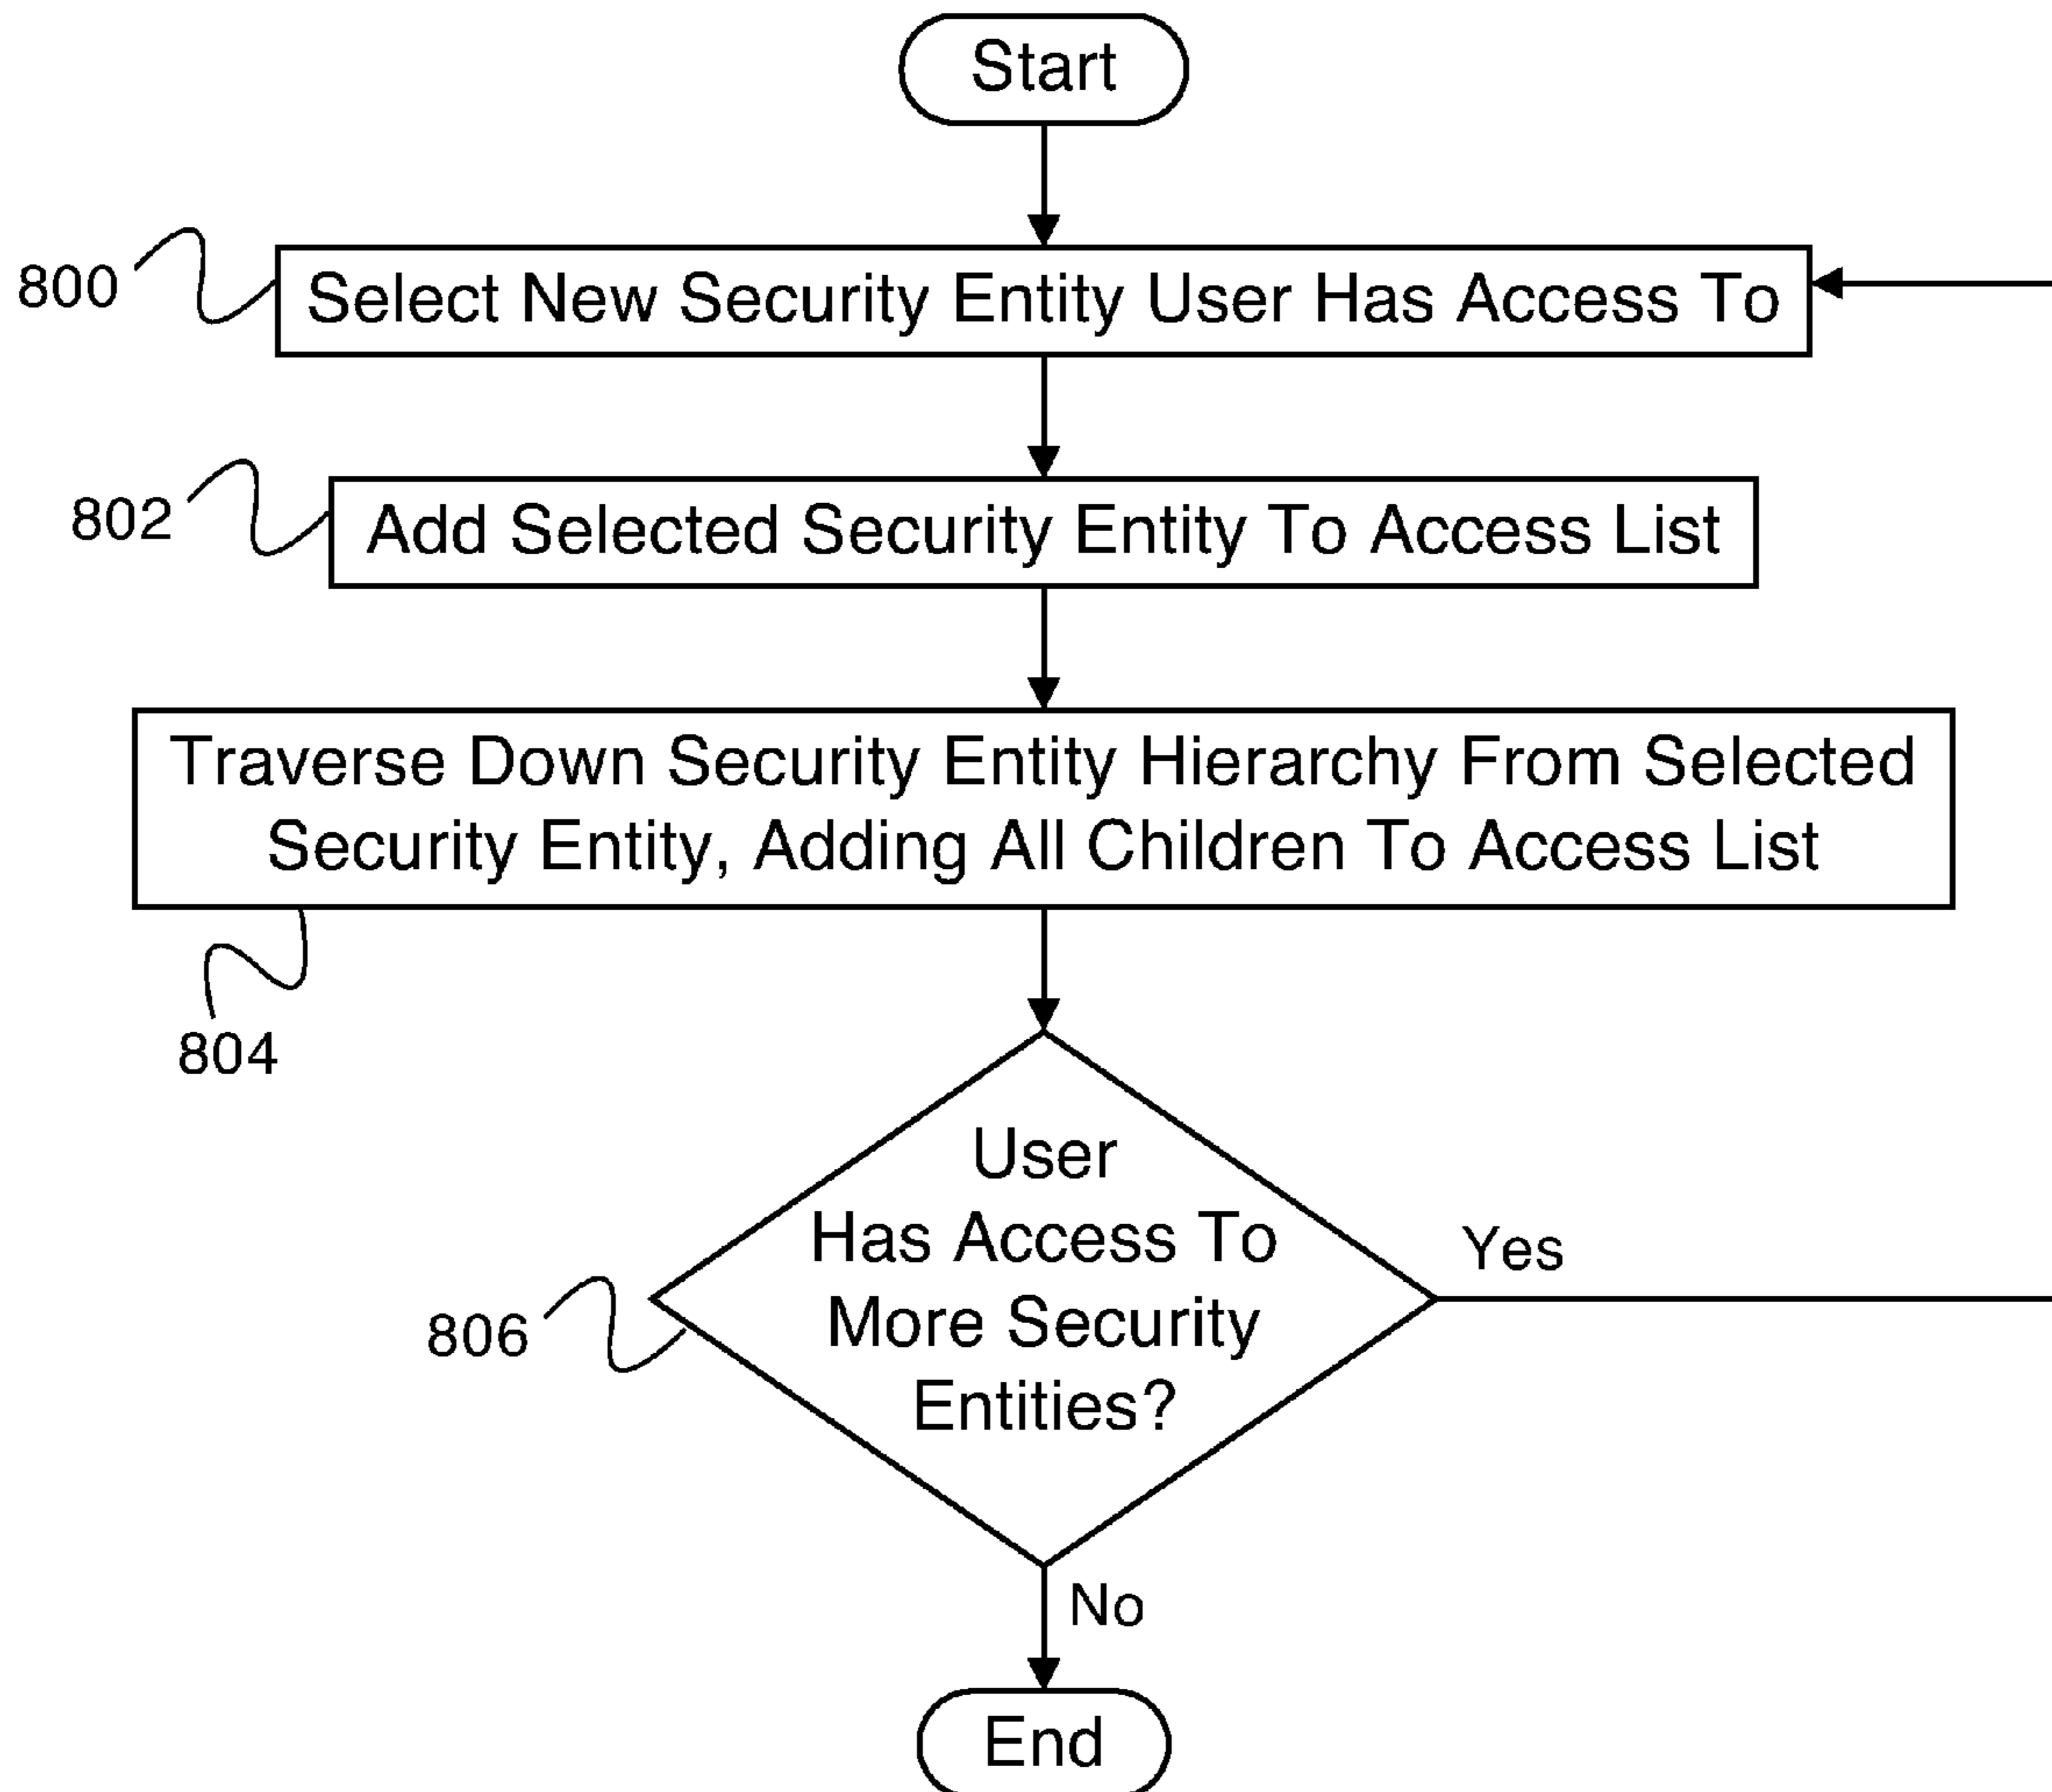 Start
800
Select New Security Entity User Has Access To
802
Add Selected Security Entity To Access List
Traverse Down Security Entity Hierarchy From Selected
Security Entity, Adding All Children To Access List
804
User
Has Access To
More Security
Entities?
Yes
806
No
End